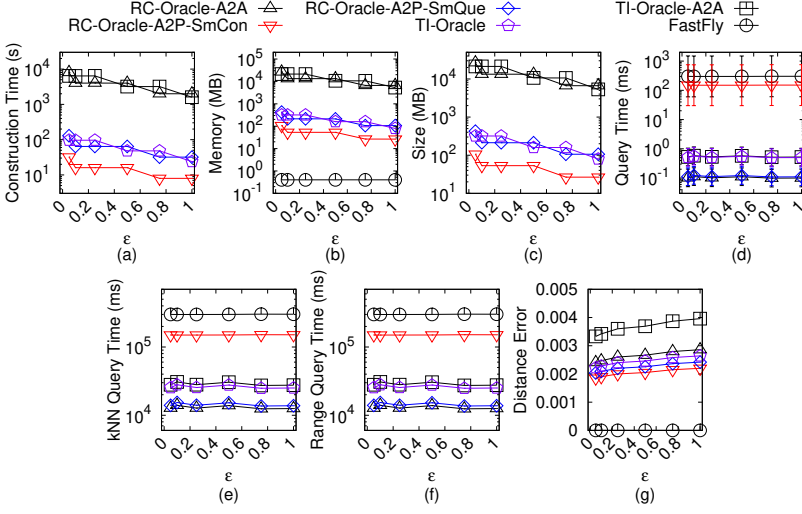 RC-Oracle-A2A RC-Oracle-A2P-SmQue TI-Oracle-A2A
RC-Oracle-A2P-SmCon TI-Oracle FastFly
Construction Time (s)
10^4
10^3
10^2
10^1
0 0.2 0.4 0.6 0.8 1
ε
(a)
Memory (MB)
10^5
10^4
10^3
10^2
10^1
10^0
10^-1
0 0.2 0.4 0.6 0.8 1
ε
(b)
Size (MB)
10^4
10^3
10^2
10^1
0 0.2 0.4 0.6 0.8 1
ε
(c)
Query Time (ms)
10^3
10^2
10^1
10^0
10^-1
0 0.2 0.4 0.6 0.8 1
ε
(d)
kNN Query Time (ms)
10^5
10^4
0 0.2 0.4 0.6 0.8 1
ε
(e)
Range Query Time (ms)
10^5
10^4
0 0.2 0.4 0.6 0.8 1
ε
(f)
Distance Error
0.005
0.004
0.003
0.002
0.001
0
0 0.2 0.4 0.6 0.8 1
ε
(g)